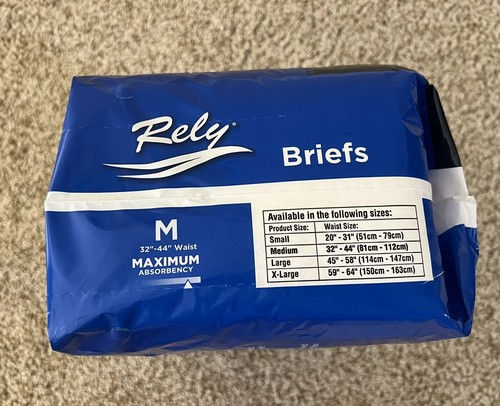 Rely®
Briefs
M
32"-44" Waist
MAXIMUM
ABSORBENCY
Available in the following sizes:
Product Size: Waist Size:
Small 20" - 31" (51cm - 79cm)
Medium 32" - 44" (81cm - 112cm)
Large 45" - 58" (114cm - 147cm)
X-Large 59" - 64" (150cm - 163cm)